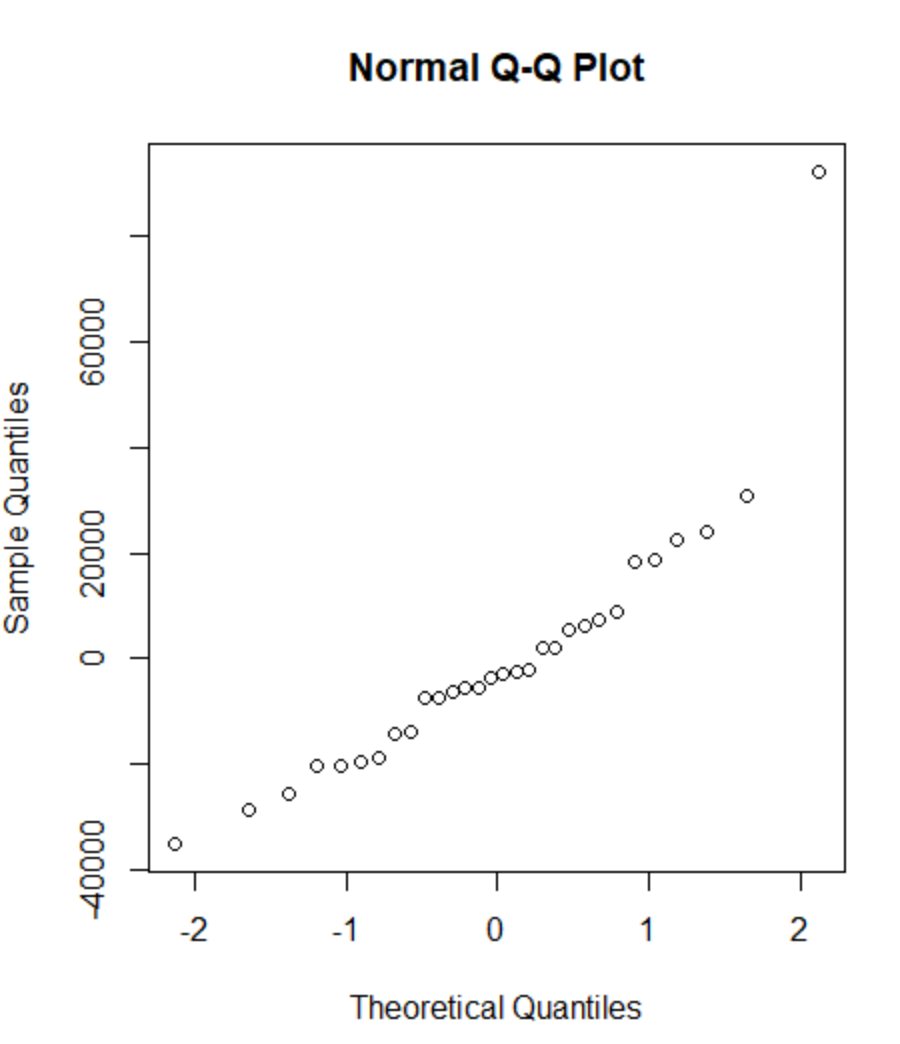 Normal Q-Q Plot
Sample Quantiles
60000
20000
0
-40000
-2 -1 0 1 2
Theoretical Quantiles